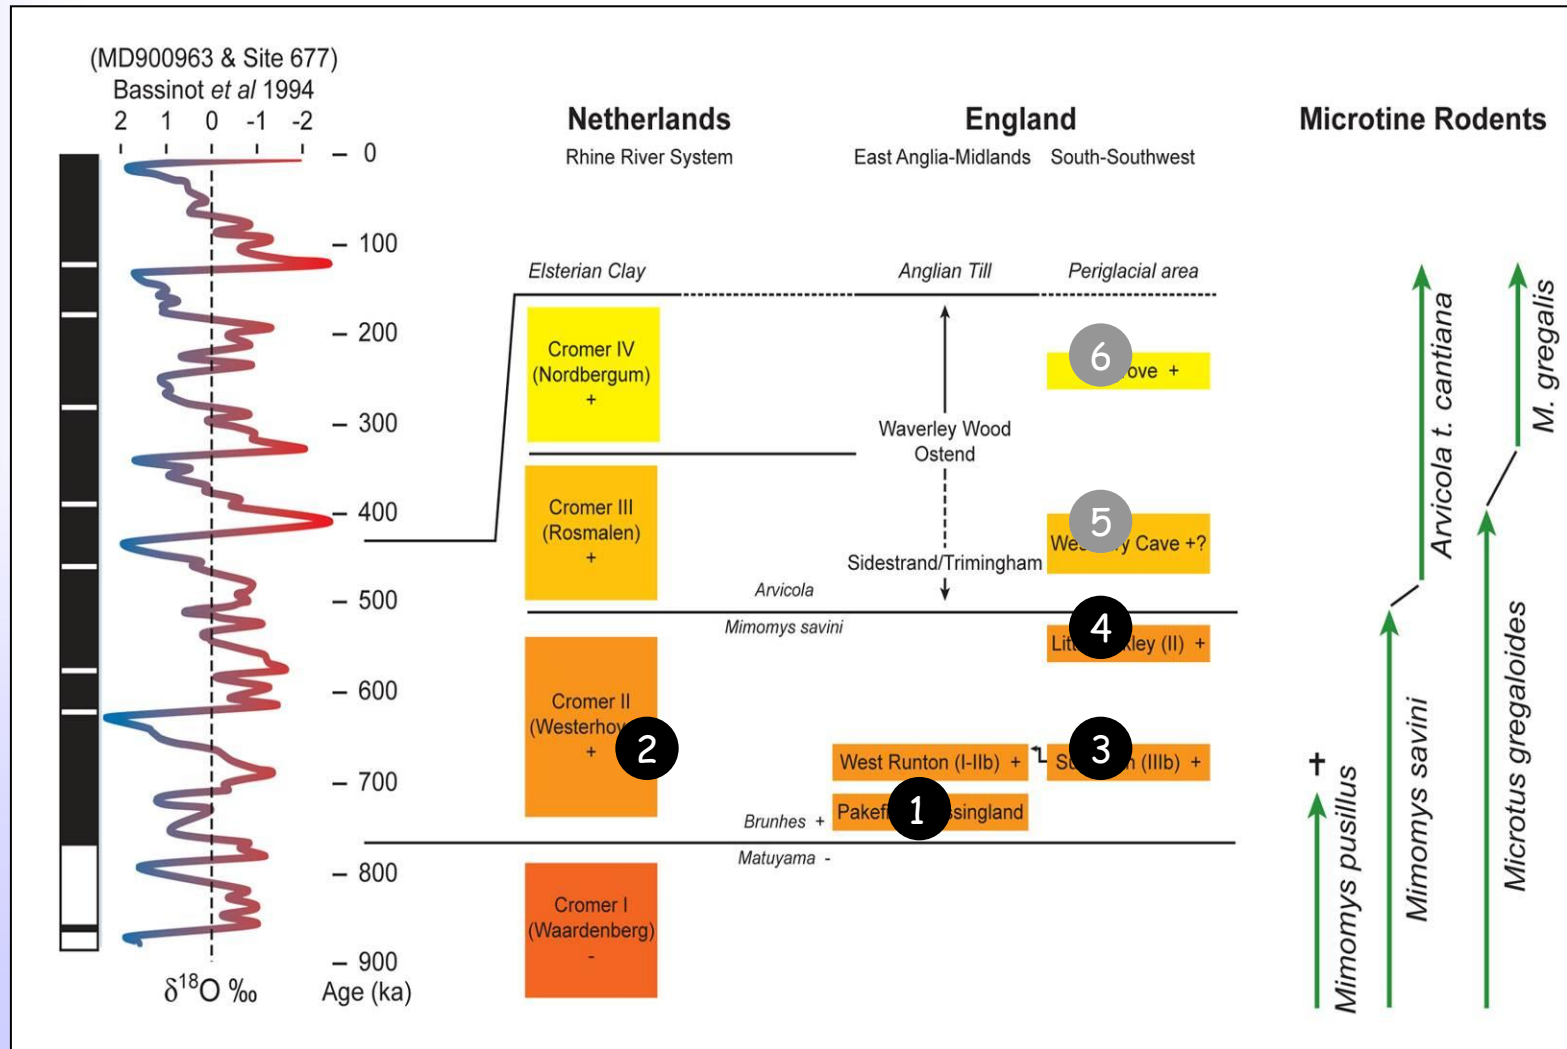 (MD900963 & Site 677)
Bassinot et al 1994
2 1 0 -1 -2
0
100
200
300
400
500
600
700
800
900
δ18O ‰
Age (ka)
Netherlands
Rhine River System
England
East Anglia-Midlands
South-Southwest
Microtine Rodents
Elsterian Clay
Anglian Till
Periglacial area
Cromer IV
(Nordbergum)
+
6
+
Waverley Wood
Ostend
Cromer III
(Rosmalen)
+
5
Cave +?
Sidestrand/Trimingham
Arvicola
Mimomys savini
4
(II) +
Cromer II
+
2
West Runton (I-IIb) +
3
(IIIb) +
1
Brunhes +
Matuyama -
Cromer I
(Waardenberg)
-
Mimomys pusillus
Mimomys savini
Arvicola t. cantiana
Microtus gregaloides
M. gregalis